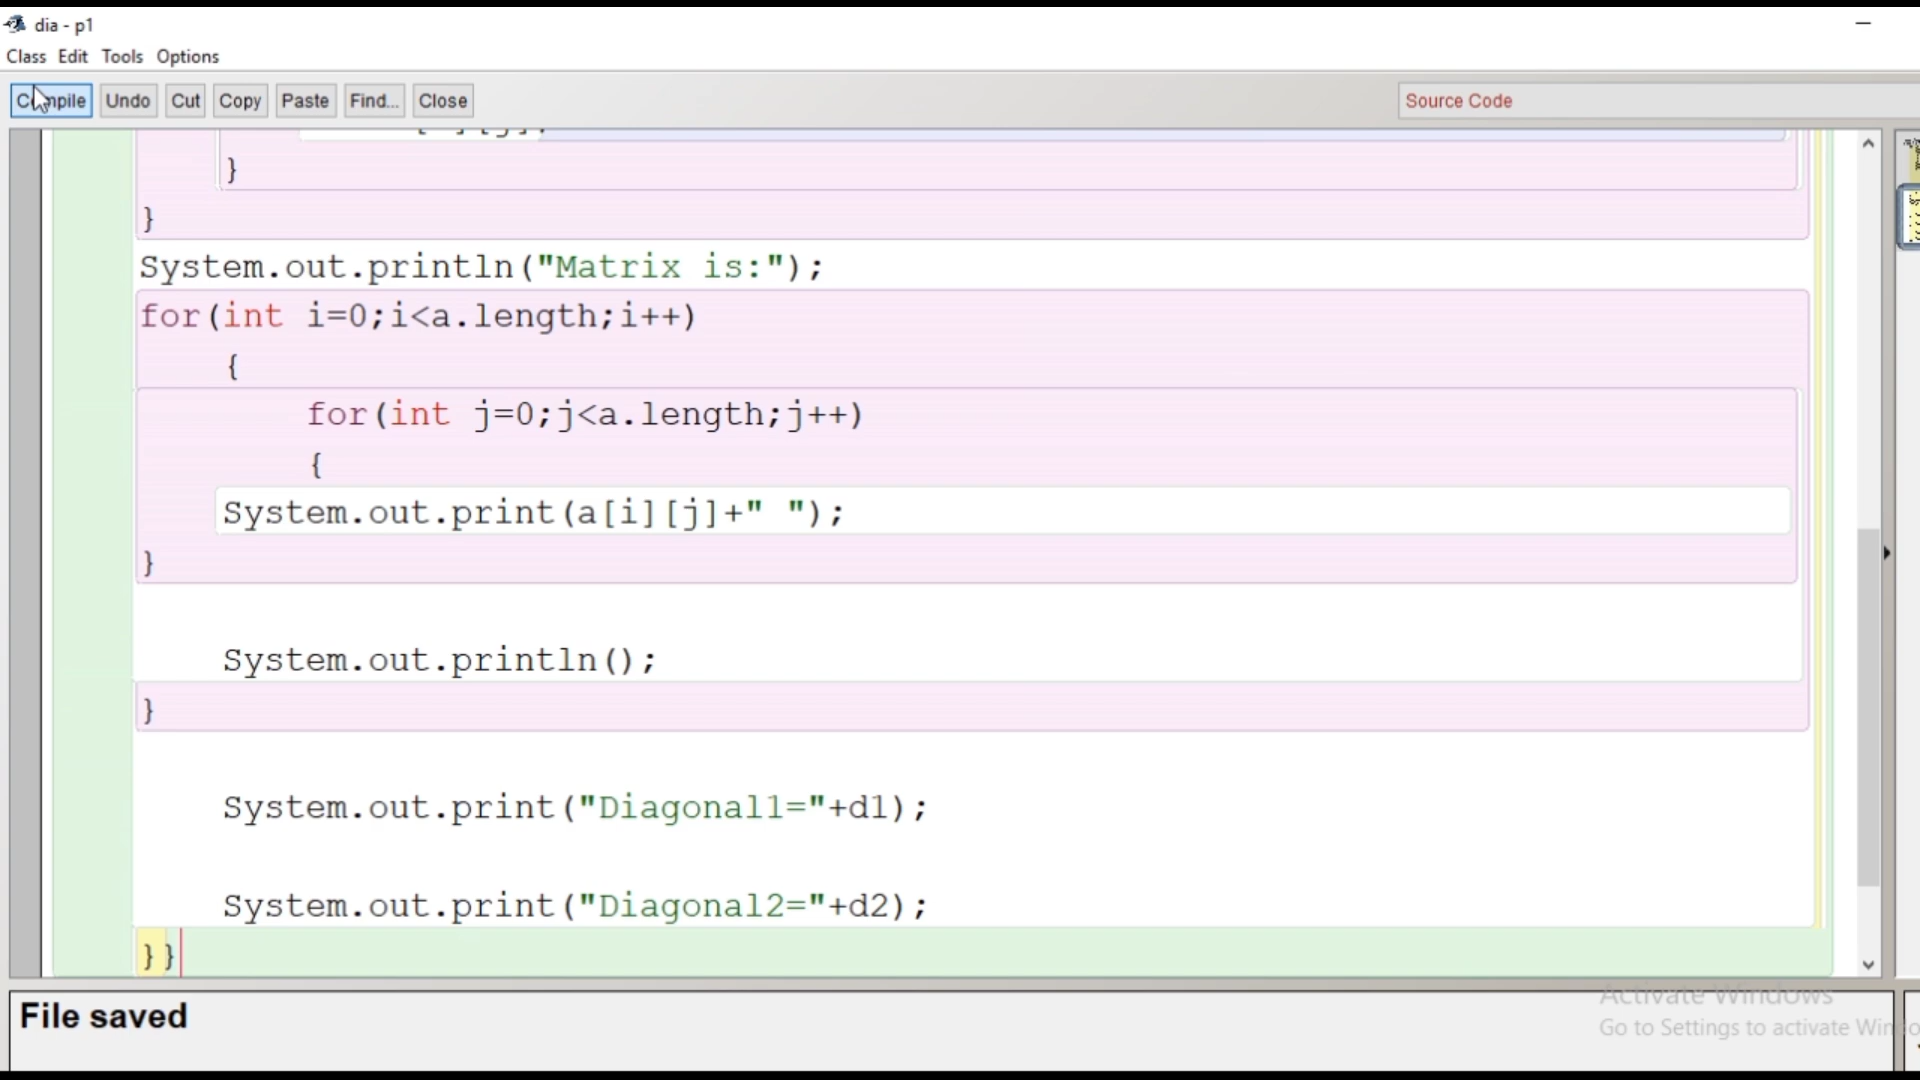 dia - p1
Class Edit Tools Options
Compile Undo Cut Copy Paste Find... Close
Source Code
}
}
System.out.println("Matrix is:");
for(int i=0;i<a.length;i++)
{
for(int j=0;j<a.length;j++)
{
System.out.print(a[i][j]+" ");
}
System.out.println();
}
System.out.print("Diagonal1="+d1);
System.out.print("Diagonal2="+d2);
}}
File saved
Activate Windows
Go to Settings to activate Win